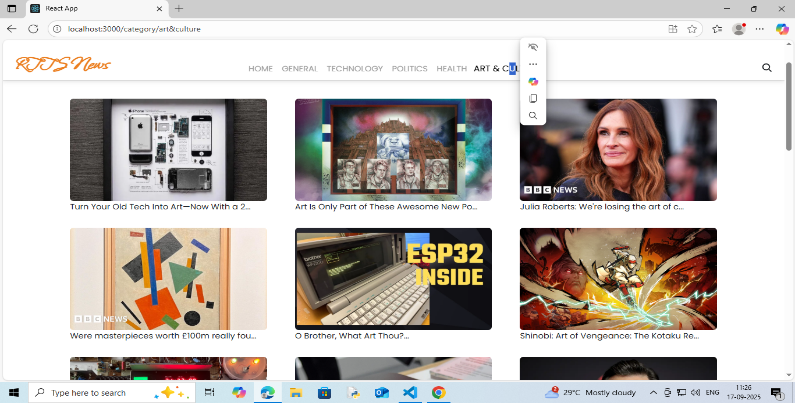 React App
localhost:3000/category/art&culture
RTTS News
HOME GENERAL TECHNOLOGY POLITICS HEALTH ART & CUL
Turn Your Old Tech Into Art—Now With a 2...
Art Is Only Part of These Awesome New Po...
BBC NEWS
Julia Roberts: We're losing the art of c...
BBC NEWS
Were masterpieces worth £100m really fou...
ESP32
INSIDE
O Brother, What Art Thou?...
Shinobi: Art of Vengeance: The Kotaku Re...
Type here to search
29°C Mostly cloudy
ENG
11:26
17-09-2025